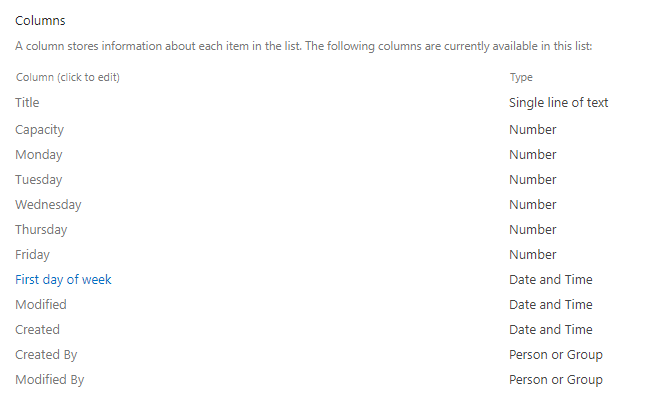 Columns
A column stores information about each item in the list. The following columns are currently available in this list:
Column (click to edit) Type
Title Single line of text
Capacity Number
Monday Number
Tuesday Number
Wednesday Number
Thursday Number
Friday Number
First day of week Date and Time
Modified Date and Time
Created Date and Time
Created By Person or Group
Modified By Person or Group